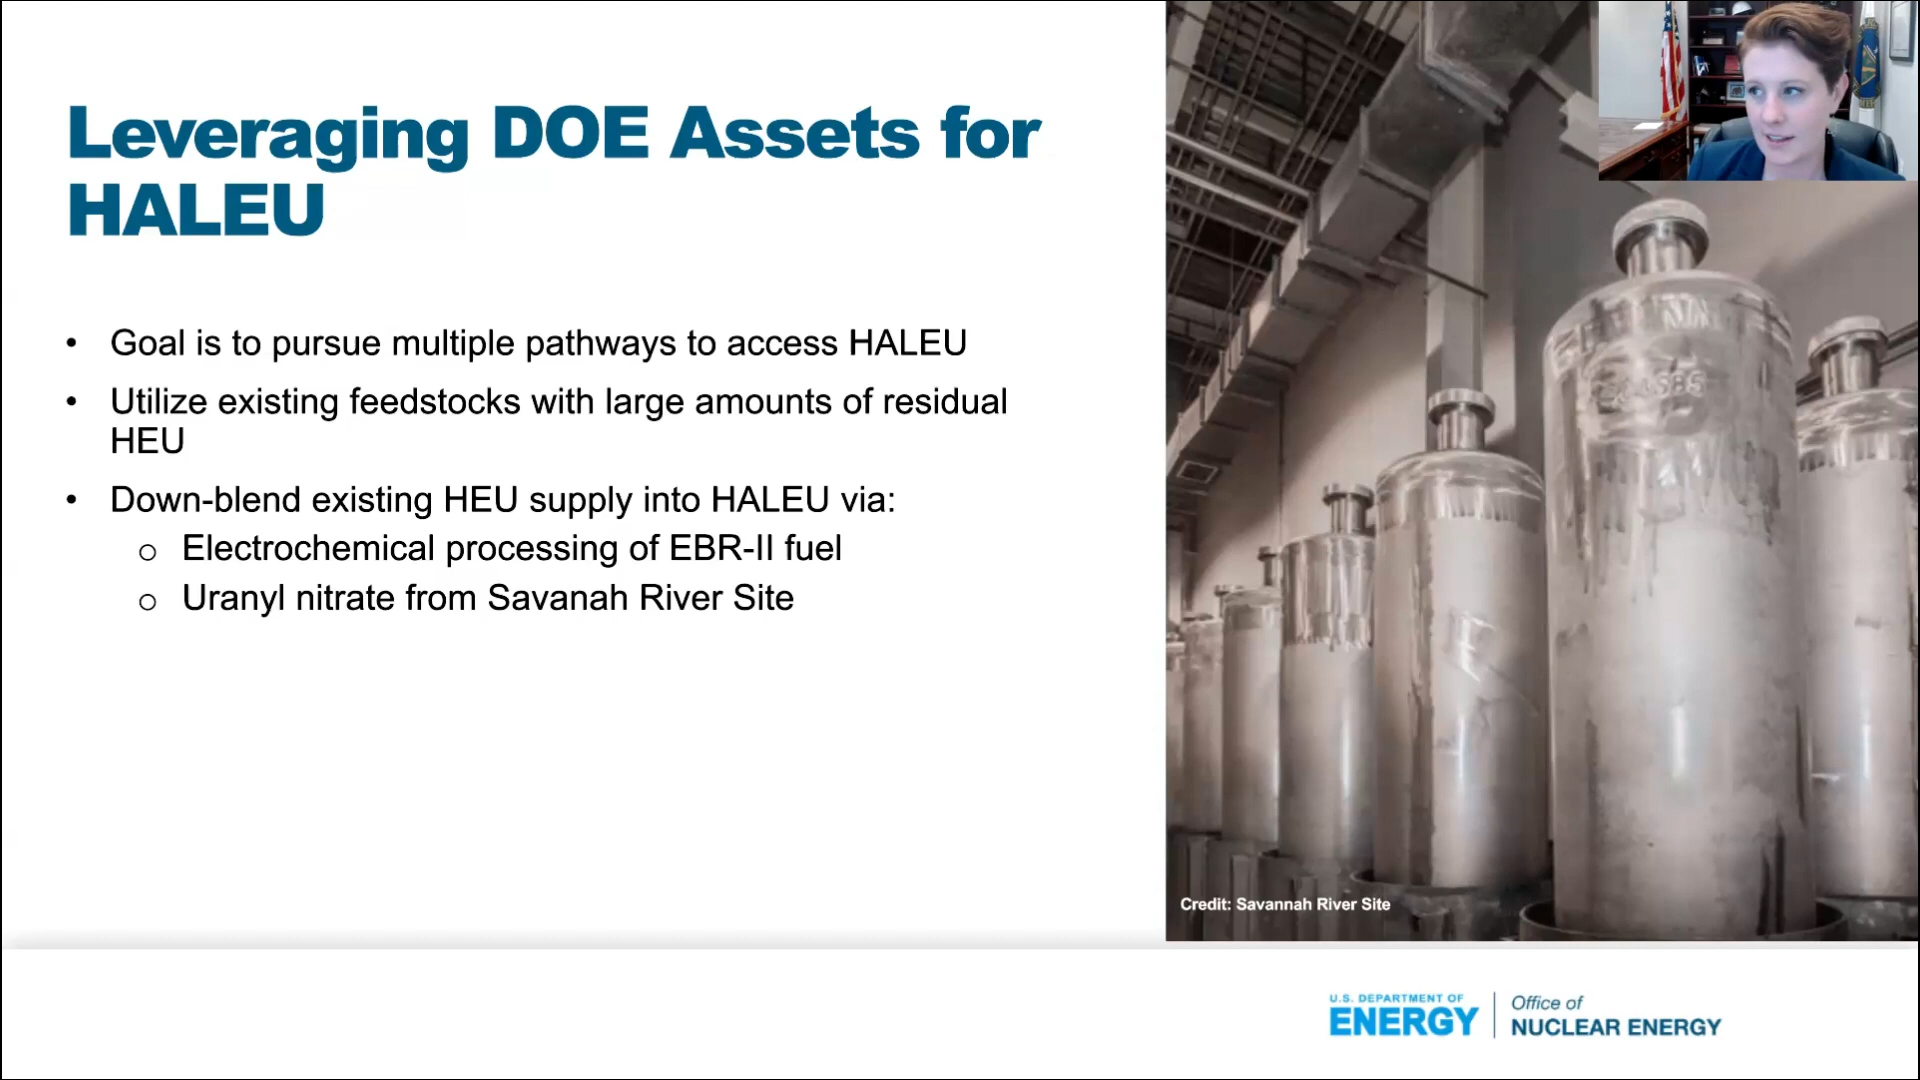 Leveraging DOE Assets for
HALEU
• Goal is to pursue multiple pathways to access HALEU
• Utilize existing feedstocks with large amounts of residual
HEU
• Down-blend existing HEU supply into HALEU via:
o Electrochemical processing of EBR-II fuel
o Uranyl nitrate from Savanah River Site
Credit: Savannah River Site
U.S. DEPARTMENT OF
ENERGY
Office of
NUCLEAR ENERGY